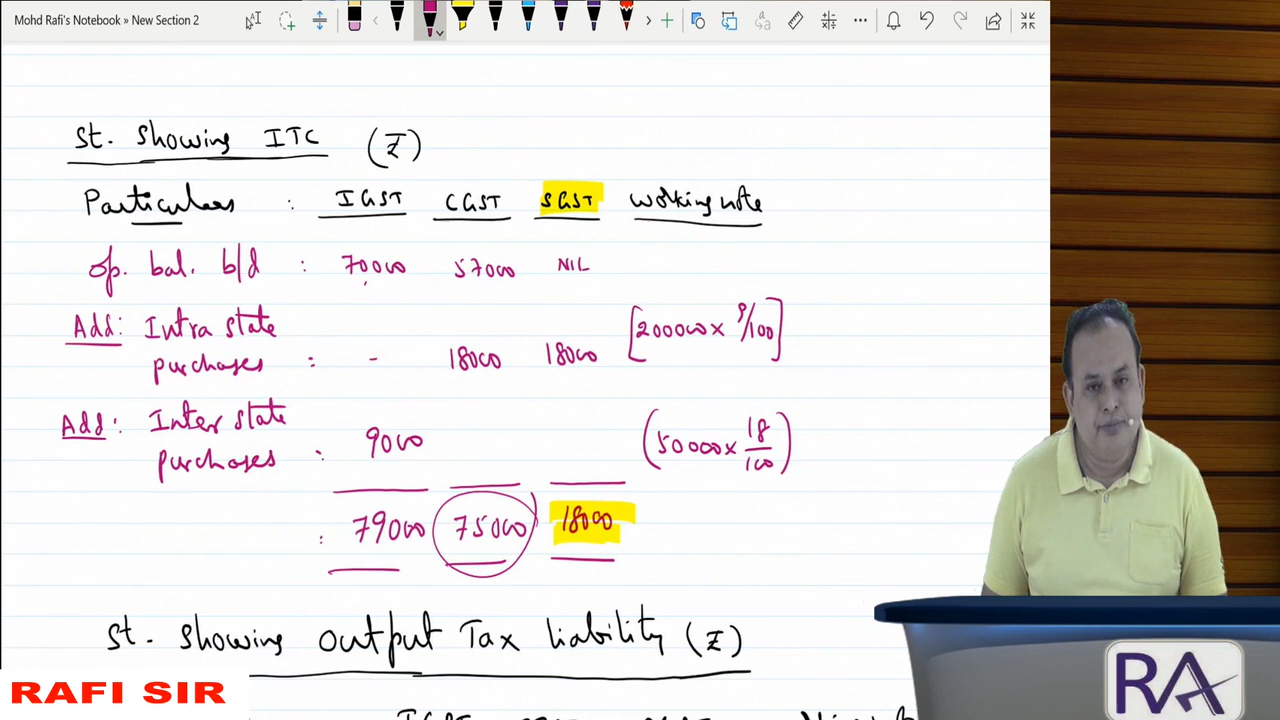 Mohd Rafi's Notebook » New Section 2
St. Showing ITC (₹)
Particulars : IGST CGST SGST Working note
op. bal. b/d : 70000 57000 NIL
Add: Intra state
purchases : - 18000 18000 [200000 x 9/100]
Add: Inter state
purchases : 9000 (50000 x 18/100)
: 79000 75000 18000
St. Showing output Tax liability (₹)
IGST
RAFI SIR
RA